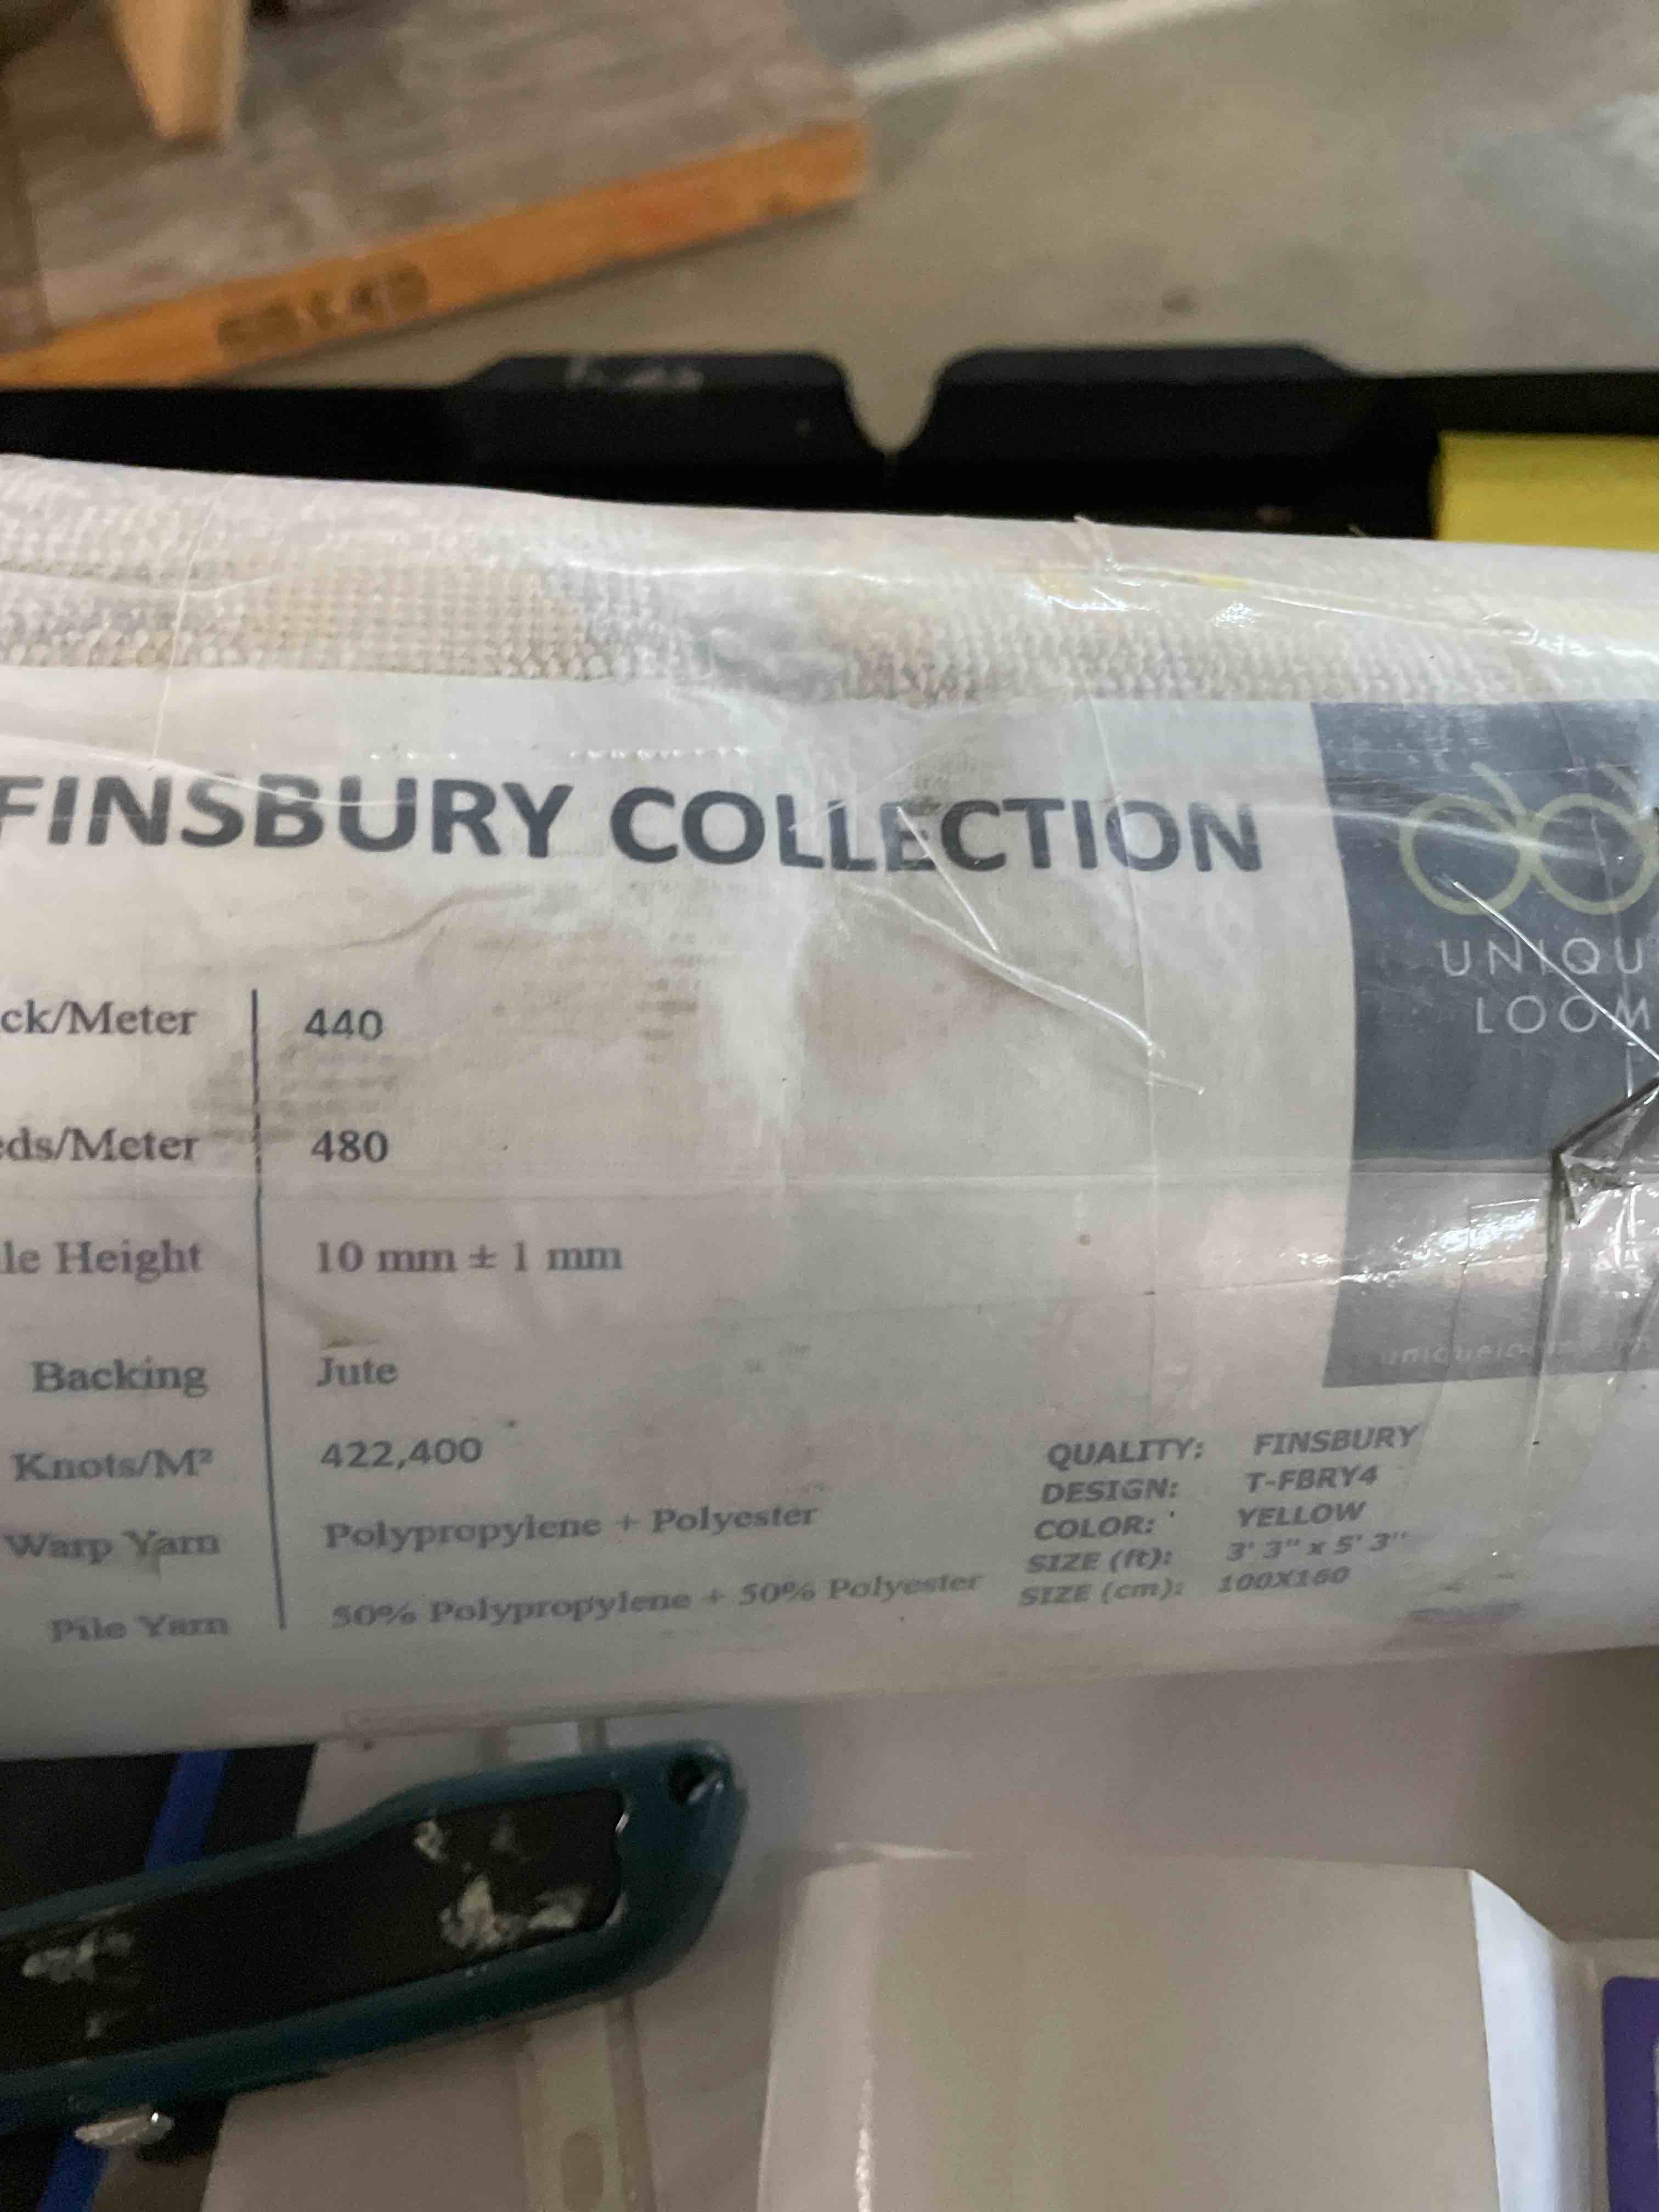 FINSBURY COLLECTION
UNIQU
LOOM
ck/Meter 440
eds/Meter 480
le Height 10 mm ± 1 mm
Backing Jute
Knots/M² 422,400
Warp Yarn Polypropylene + Polyester
Pile Yarn 50% Polypropylene + 50% Polyester
QUALITY: FINSBURY
DESIGN: T-FBRY4
COLOR: YELLOW
SIZE (ft): 3' 3" x 5' 3"
SIZE (cm): 100X160